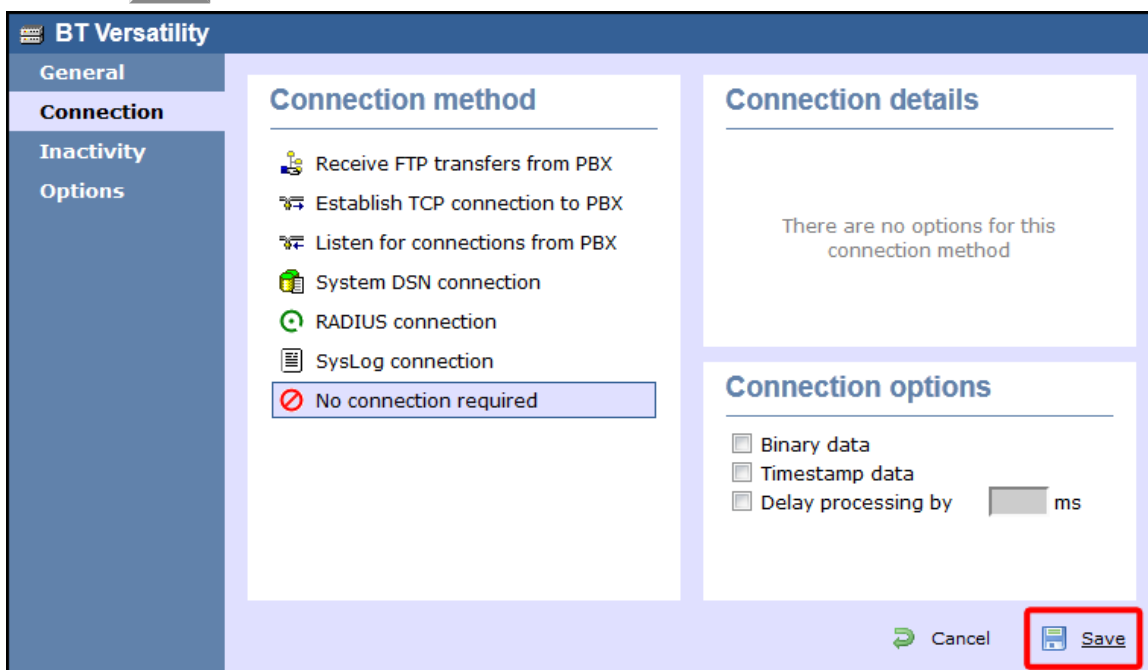 BT Versatility
General
Connection
Inactivity
Options
Connection method
Receive FTP transfers from PBX
Establish TCP connection to PBX
Listen for connections from PBX
System DSN connection
RADIUS connection
SysLog connection
No connection required
Connection details
There are no options for this
connection method
Connection options
Binary data
Timestamp data
Delay processing by ms
Cancel
Save